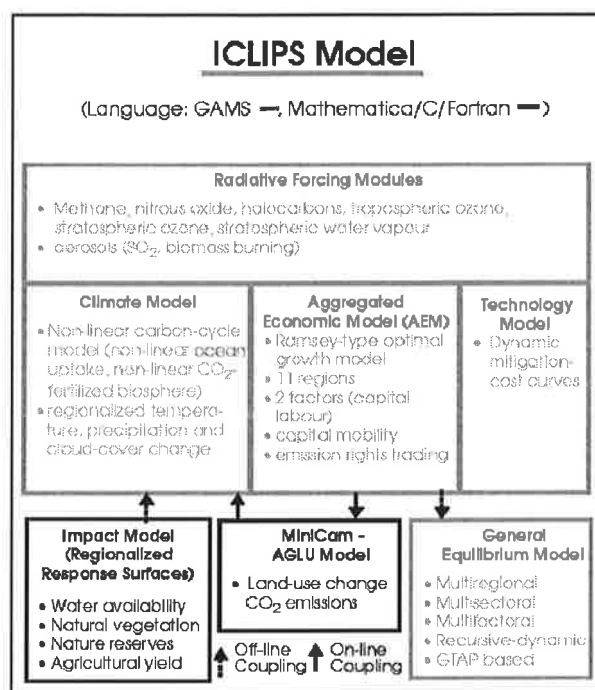 ICLIPS Model
(Language: GAMS —, Mathematica/C/Fortran —)
Radiative Forcing Modules
• Methane, nitrous oxide, halocarbons, tropospheric ozone,
stratospheric ozone, stratospheric water vapour
• aerosols (SO₂, biomass burning)
Climate Model
• Non-linear carbon-cycle
model (non-linear ocean
uptake, non-linear CO₂-
fertilized biosphere)
• regionalized tempera-
ture, precipitation and
cloud-cover change
Aggregated
Economic Model (AEM)
• Ramsey-type optimal
growth model
• 11 regions
• 2 factors (capital
labour)
• capital mobility
• emission rights trading
Technology
Model
• Dynamic
mitigation-
cost curves
Impact Model
(Regionalized
Response Surfaces)
• Water availability
• Natural vegetation
• Nature reserves
• Agricultural yield
MiniCam -
AGLU Model
• Land-use change
CO₂ emissions
Off-line
Coupling
On-line
Coupling
General
Equilibrium Model
• Multiregional
• Multisectoral
• Multifactoral
• Recursive-dynamic
• GTAP based